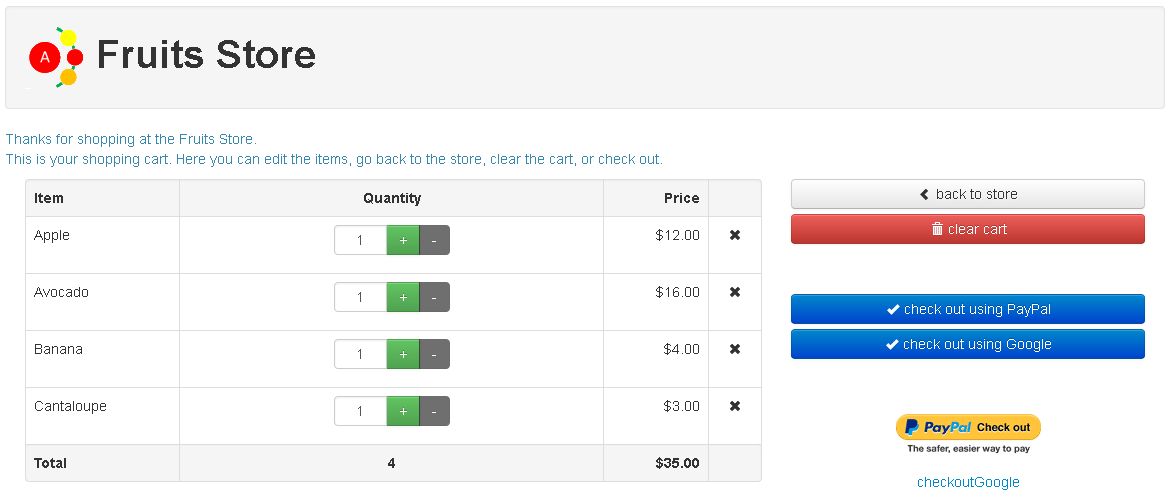 A
Fruits Store
Thanks for shopping at the Fruits Store.
This is your shopping cart. Here you can edit the items, go back to the store, clear the cart, or check out.
Item Quantity Price
Apple 1 + - $12.00 ✖
Avocado 1 + - $16.00 ✖
Banana 1 + - $4.00 ✖
Cantaloupe 1 + - $3.00 ✖
Total 4 $35.00
back to store
clear cart
check out using PayPal
check out using Google
PayPal Check out
The safer, easier way to pay
checkoutGoogle